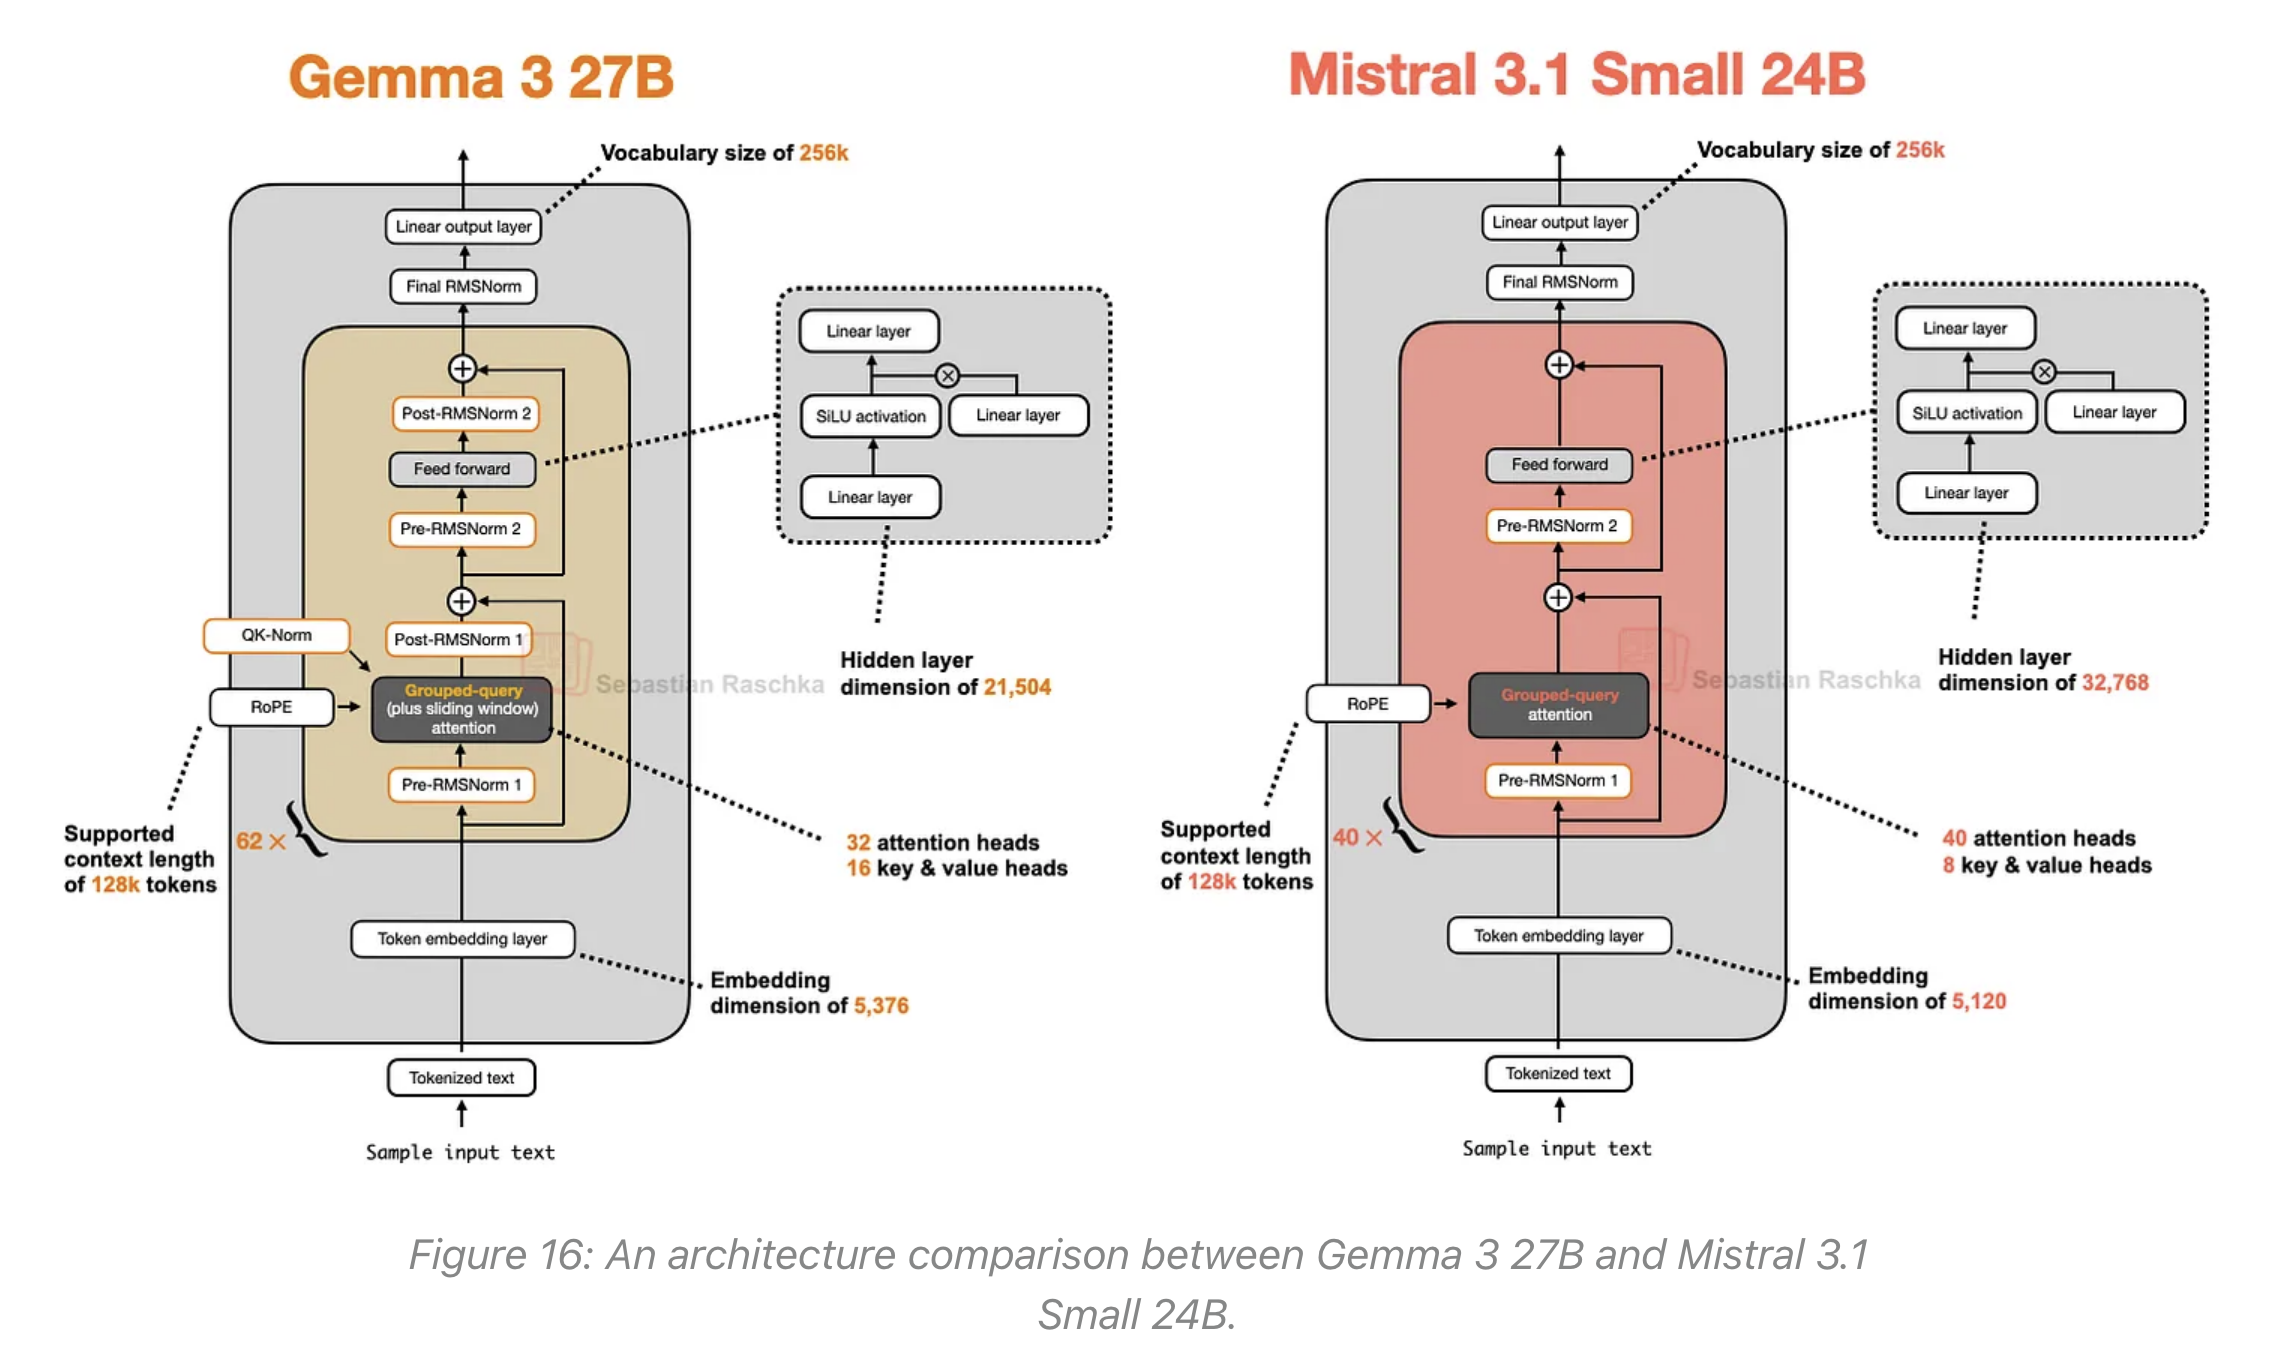 Gemma 3 27B
Vocabulary size of 256k
Linear output layer
Final RMSNorm
Post-RMSNorm 2
Feed forward
Pre-RMSNorm 2
Post-RMSNorm 1
QK-Norm
RoPE
Grouped-query
(plus sliding window)
attention
Pre-RMSNorm 1
62 ×
Supported
context length
of 128k tokens
Token embedding layer
Tokenized text
Sample input text
Linear layer
SiLU activation
Linear layer
Linear layer
Hidden layer
dimension of 21,504
Sebastian Raschka
32 attention heads
16 key & value heads
Embedding
dimension of 5,376
Mistral 3.1 Small 24B
Vocabulary size of 256k
Linear output layer
Final RMSNorm
Feed forward
Pre-RMSNorm 2
RoPE
Grouped-query
attention
Pre-RMSNorm 1
40 ×
Supported
context length
of 128k tokens
Token embedding layer
Tokenized text
Sample input text
Linear layer
SiLU activation
Linear layer
Linear layer
Hidden layer
dimension of 32,768
Sebastian Raschka
40 attention heads
8 key & value heads
Embedding
dimension of 5,120
Figure 16: An architecture comparison between Gemma 3 27B and Mistral 3.1
Small 24B.